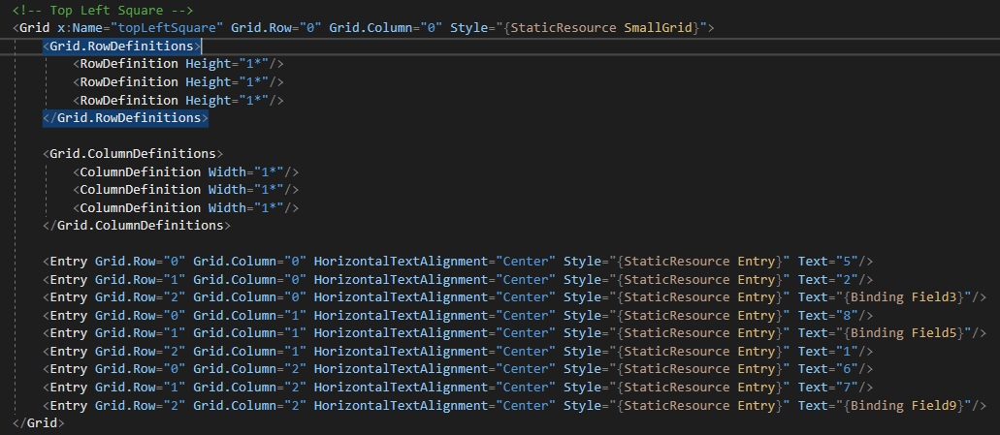 <!-- Top Left Square -->
<Grid x:Name="topLeftSquare" Grid.Row="0" Grid.Column="0" Style="{StaticResource SmallGrid}">
    <Grid.RowDefinitions>
        <RowDefinition Height="1*"/>
        <RowDefinition Height="1*"/>
        <RowDefinition Height="1*"/>
    </Grid.RowDefinitions>

    <Grid.ColumnDefinitions>
        <ColumnDefinition Width="1*"/>
        <ColumnDefinition Width="1*"/>
        <ColumnDefinition Width="1*"/>
    </Grid.ColumnDefinitions>

    <Entry Grid.Row="0" Grid.Column="0" HorizontalTextAlignment="Center" Style="{StaticResource Entry}" Text="5"/>
    <Entry Grid.Row="1" Grid.Column="0" HorizontalTextAlignment="Center" Style="{StaticResource Entry}" Text="2"/>
    <Entry Grid.Row="2" Grid.Column="0" HorizontalTextAlignment="Center" Style="{StaticResource Entry}" Text="{Binding Field3}"/>
    <Entry Grid.Row="0" Grid.Column="1" HorizontalTextAlignment="Center" Style="{StaticResource Entry}" Text="8"/>
    <Entry Grid.Row="1" Grid.Column="1" HorizontalTextAlignment="Center" Style="{StaticResource Entry}" Text="{Binding Field5}"/>
    <Entry Grid.Row="2" Grid.Column="1" HorizontalTextAlignment="Center" Style="{StaticResource Entry}" Text="1"/>
    <Entry Grid.Row="0" Grid.Column="2" HorizontalTextAlignment="Center" Style="{StaticResource Entry}" Text="6"/>
    <Entry Grid.Row="1" Grid.Column="2" HorizontalTextAlignment="Center" Style="{StaticResource Entry}" Text="7"/>
    <Entry Grid.Row="2" Grid.Column="2" HorizontalTextAlignment="Center" Style="{StaticResource Entry}" Text="{Binding Field9}"/>
</Grid>